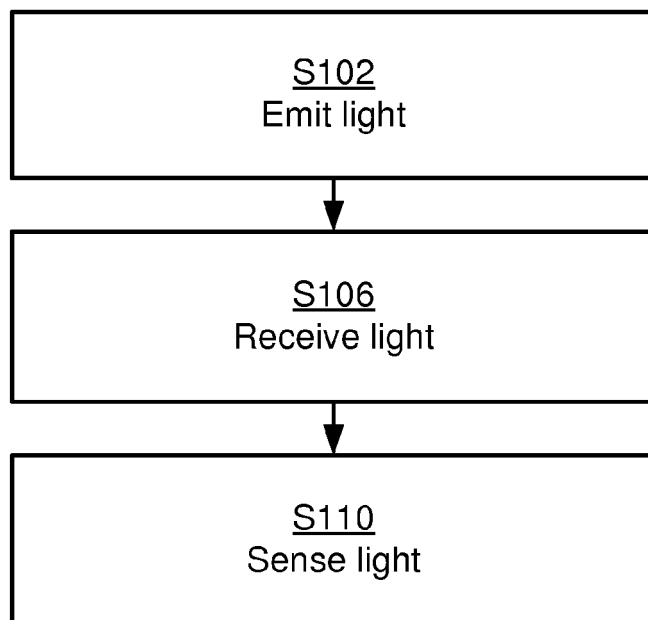 S102
Emit light
S106
Receive light
S110
Sense light